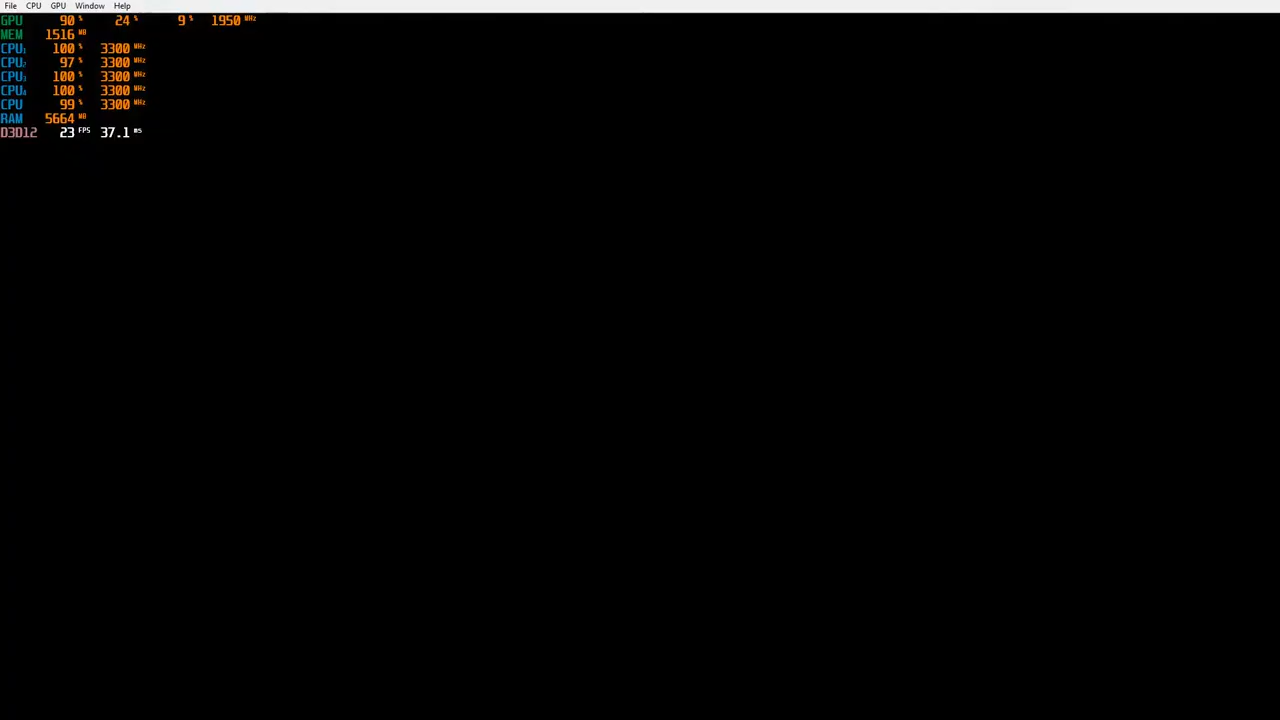 File CPU GPU Window Help
GPU 90 % 24 % 9 % 1950 MHz
MEM 1516 MB
CPU1 100 % 3300 MHz
CPU2 97 % 3300 MHz
CPU3 100 % 3300 MHz
CPU4 100 % 3300 MHz
CPU 99 % 3300 MHz
RAM 5664 MB
D3D12 23 FPS 37.1 ms